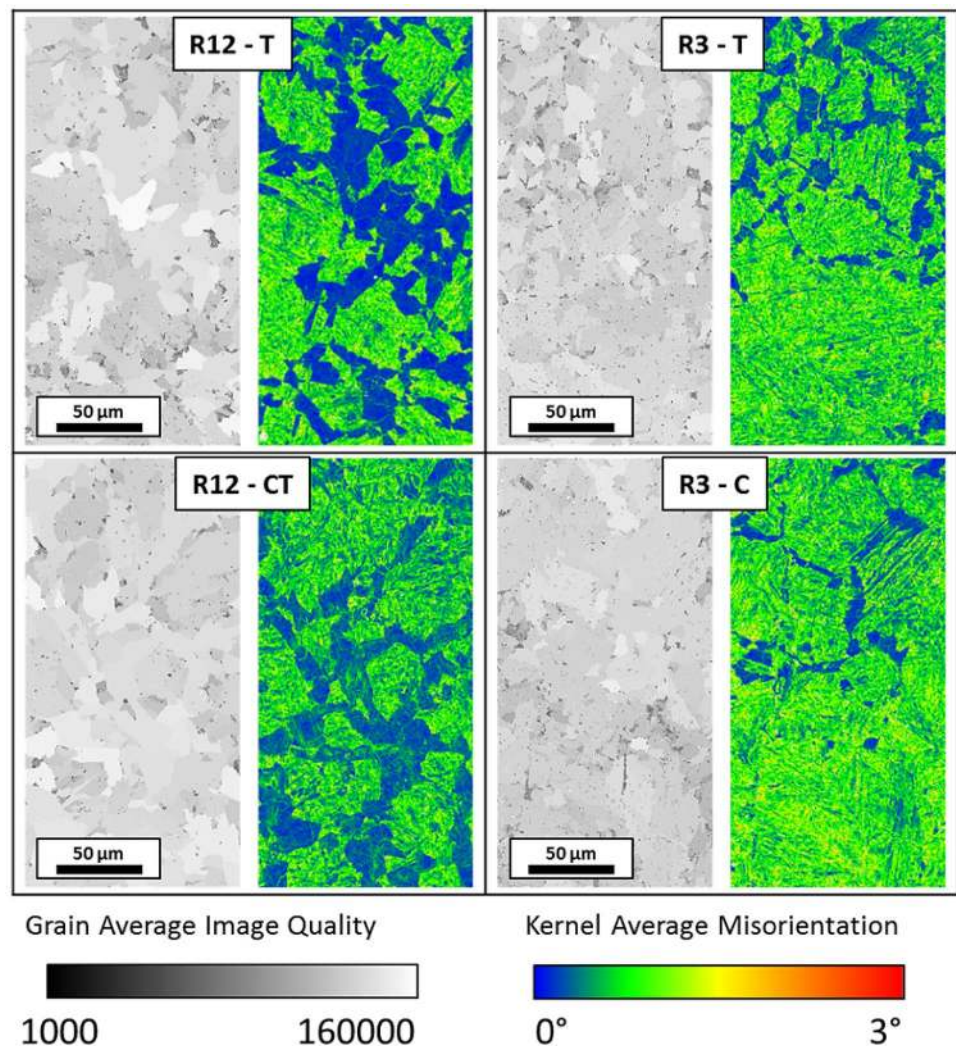 R12 - T
R3 - T
50 µm
50 µm
R12 - CT
R3 - C
50 µm
50 µm
Grain Average Image Quality
Kernel Average Misorientation
1000 160000
0° 3°